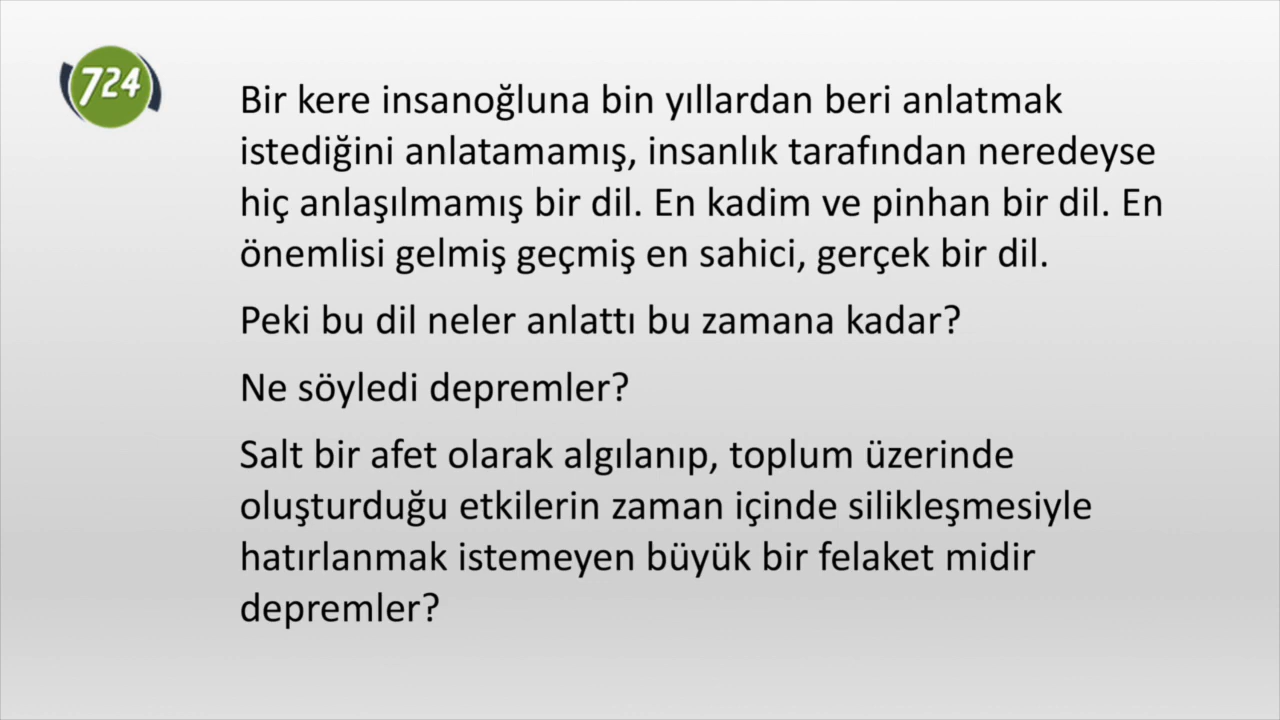 724
Bir kere insanoğluna bin yıllardan beri anlatmak
istediğini anlatamamış, insanlık tarafından neredeyse
hiç anlaşılmamış bir dil. En kadim ve pinhan bir dil. En
önemlisi gelmiş geçmiş en sahici, gerçek bir dil.
Peki bu dil neler anlattı bu zamana kadar?
Ne söyledi depremler?
Salt bir afet olarak algılanıp, toplum üzerinde
oluşturduğu etkilerin zaman içinde silikleşmesiyle
hatırlanmak istemeyen büyük bir felaket midir
depremler?